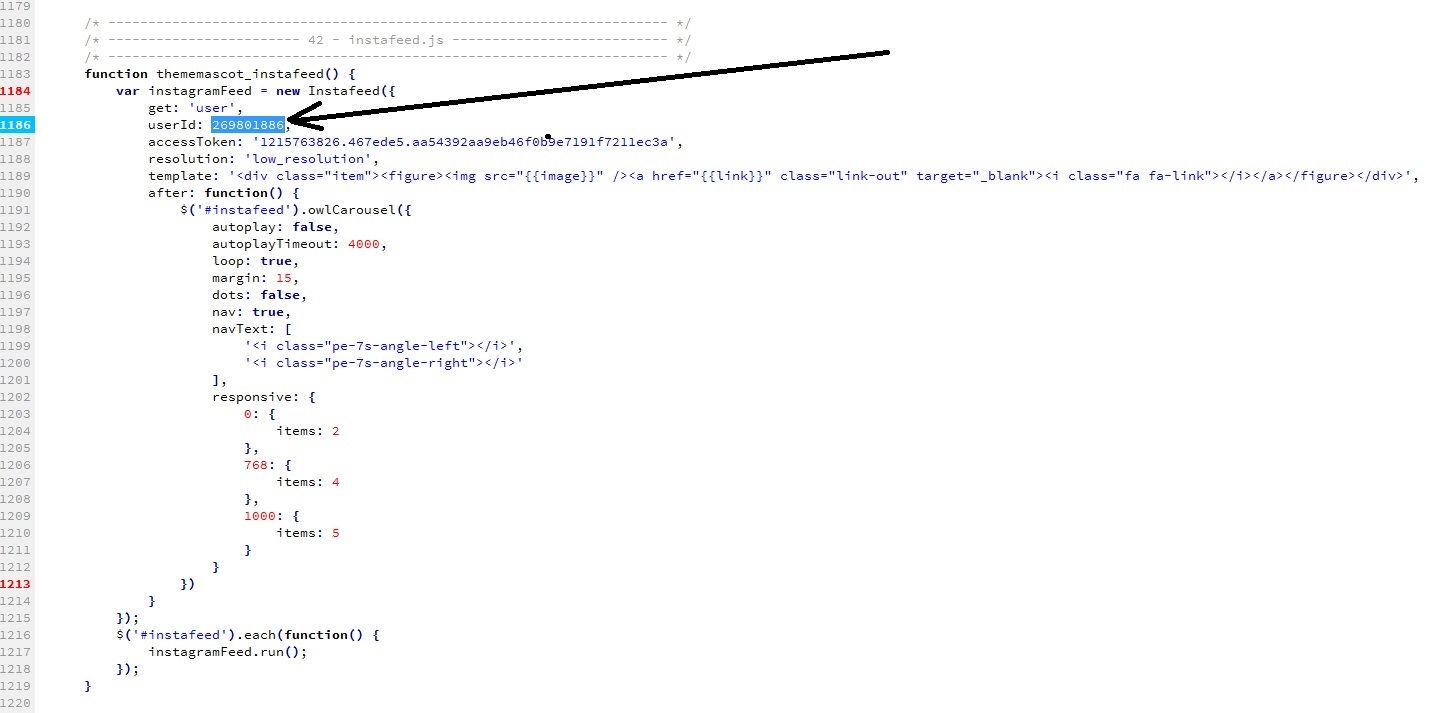 1179
1180 /* ---------------------------------------------------------------------- */
1181 /* ------------------------ 42 - instafeed.js --------------------------- */
1182 /* ---------------------------------------------------------------------- */
1183 function thememascot_instafeed() {
1184 var instagramFeed = new Instafeed({
1185 get: 'user',
1186 userId: 269801886,
1187 accessToken: '1215763826.467ede5.aa54392aa9eb46f0b9e7191f7211ec3a',
1188 resolution: 'low_resolution',
1189 template: '<div class="item"><figure><img src="{{image}}" /><a href="{{link}}" class="link-out" target="_blank"><i class="fa fa-link"></i></a></figure></div>',
1190 after: function() {
1191 $('#instafeed').owlCarousel({
1192 autoplay: false,
1193 autoplayTimeout: 4000,
1194 loop: true,
1195 margin: 15,
1196 dots: false,
1197 nav: true,
1198 navText: [
1199 '<i class="pe-7s-angle-left"></i>',
1200 '<i class="pe-7s-angle-right"></i>'
1201 ],
1202 responsive: {
1203 0: {
1204 items: 2
1205 },
1206 768: {
1207 items: 4
1208 },
1209 1000: {
1210 items: 5
1211 }
1212 }
1213 })
1214 }
1215 });
1216 $('#instafeed').each(function() {
1217 instagramFeed.run();
1218 });
1219 }
1220